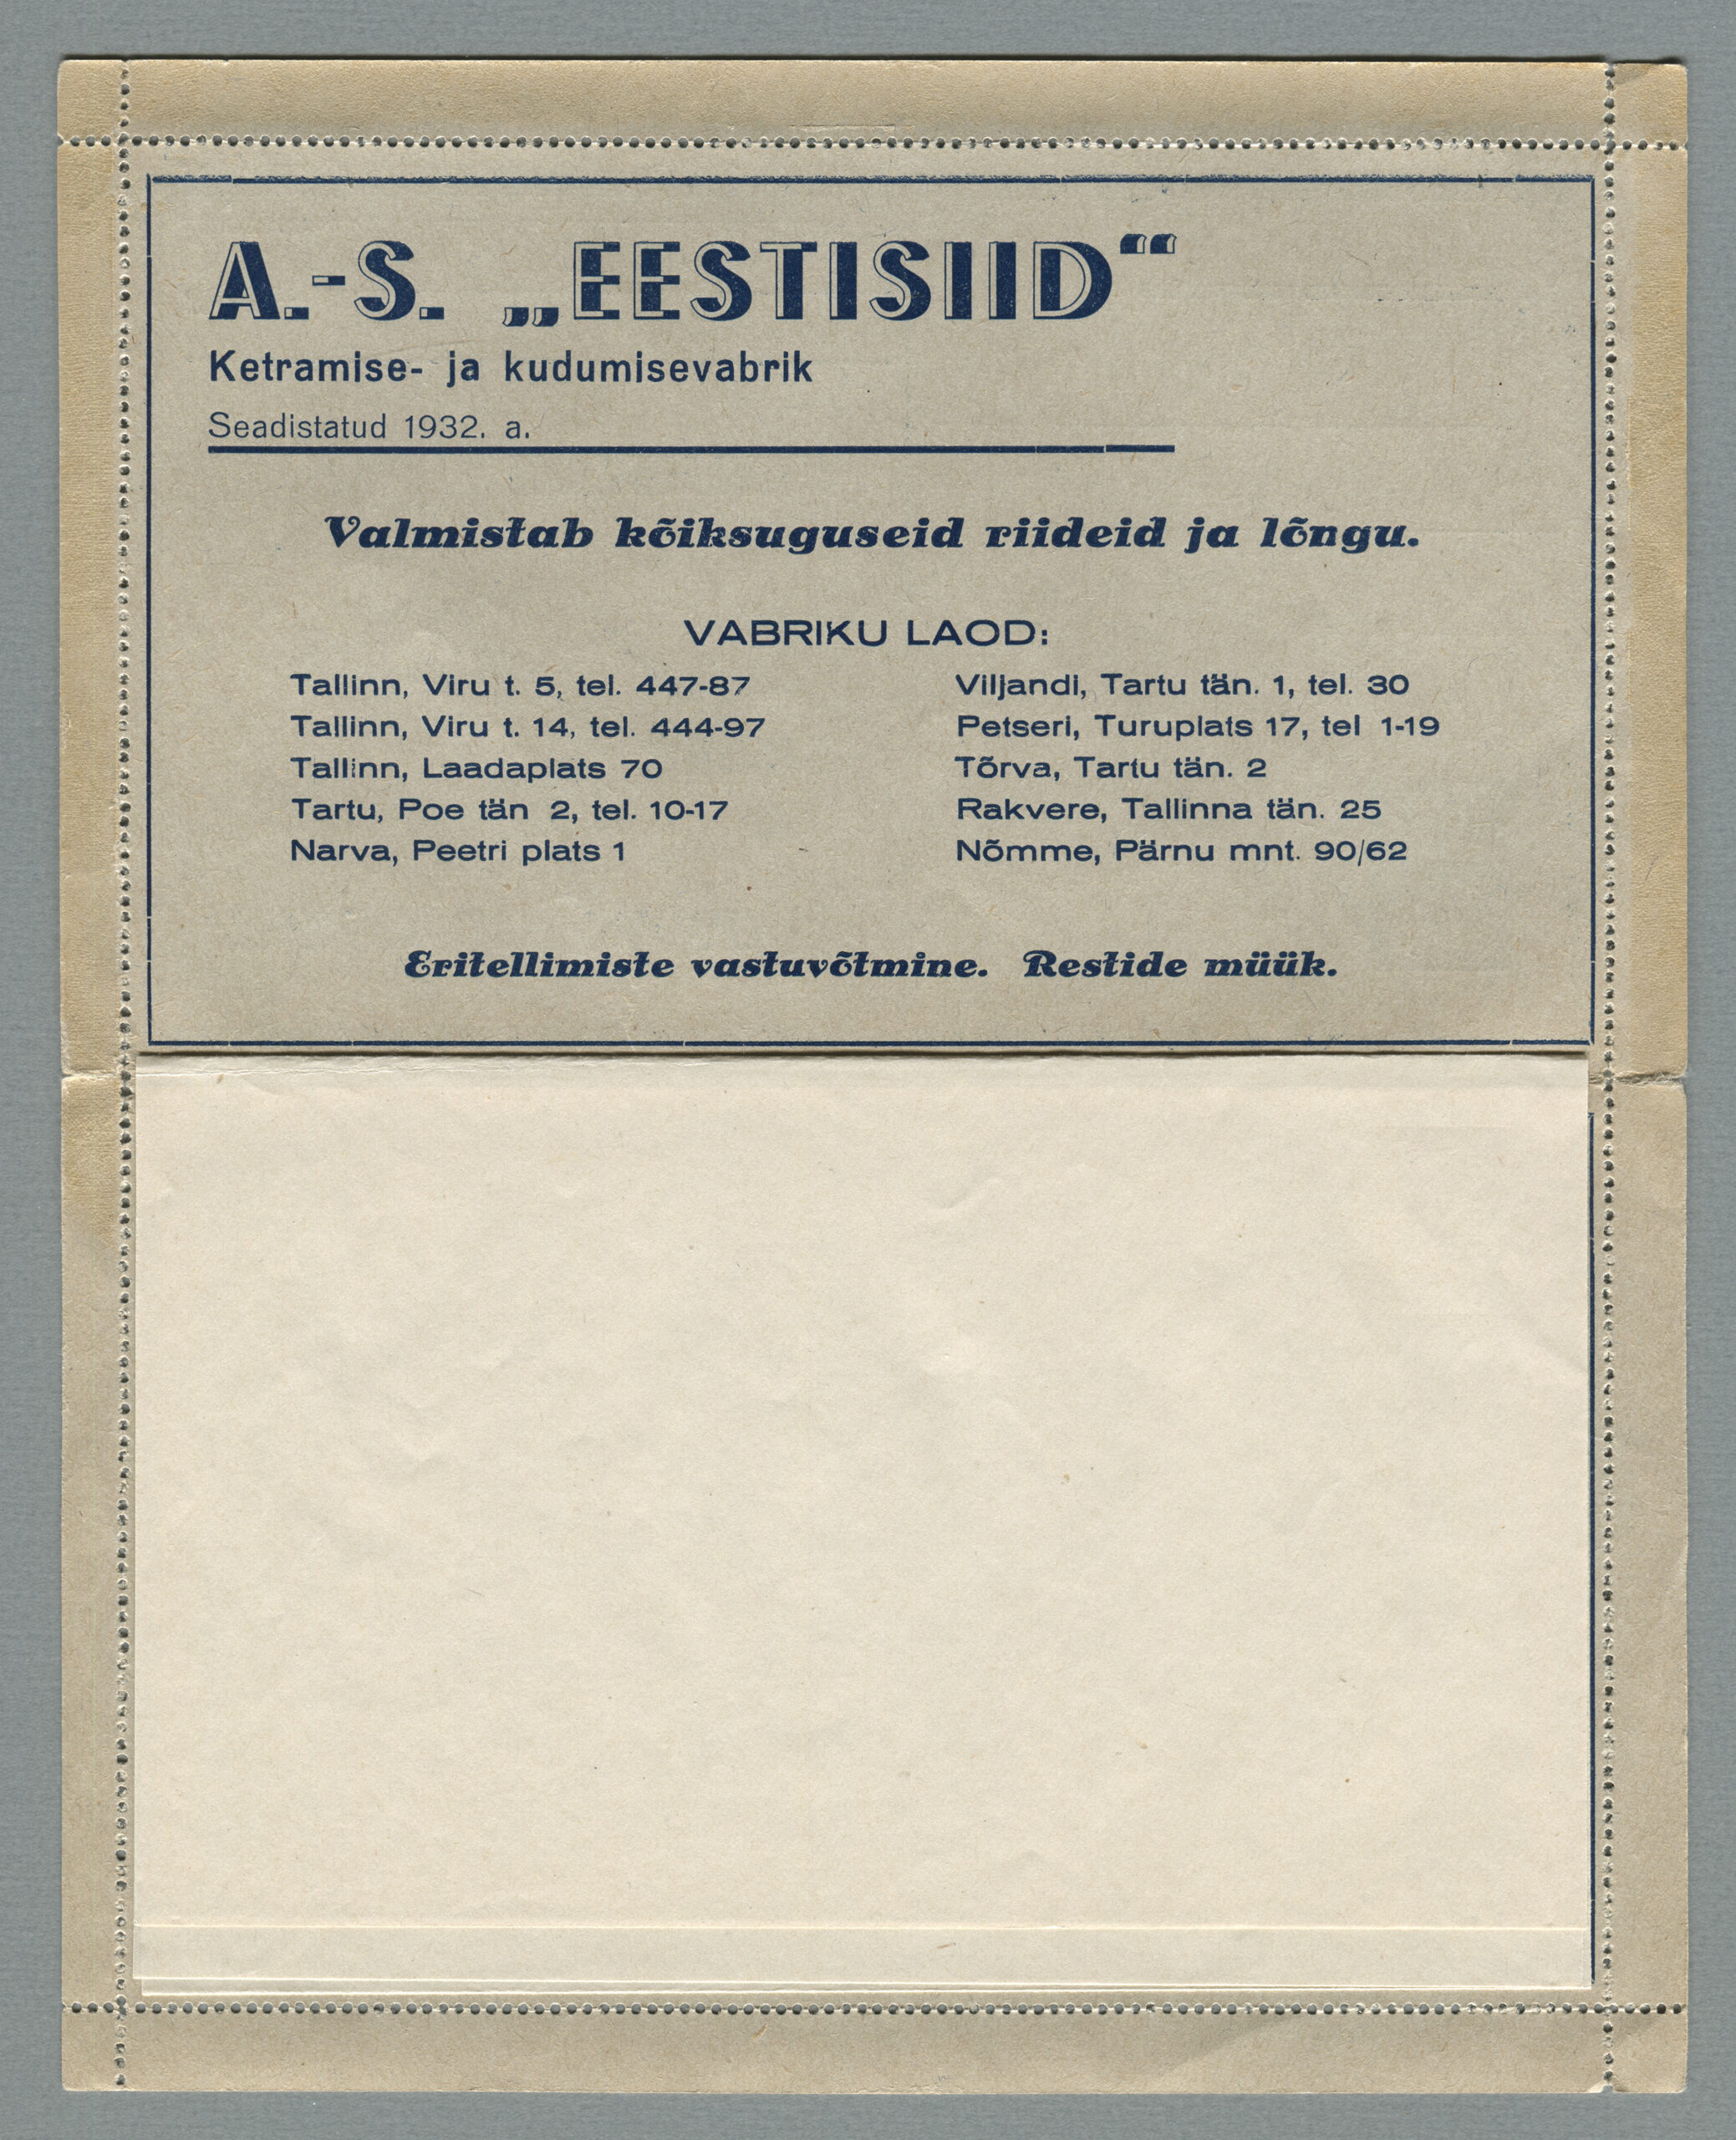 A.-S. „EESTISIID“
Ketramise- ja kudumisevabrik
Seadistatud 1932. a.
Valmistab kõiksuguseid riideid ja lõngu.
VABRIKU LAOD:
Tallinn, Viru t. 5, tel. 447-87
Tallinn, Viru t. 14, tel. 444-97
Tallinn, Laadaplats 70
Tartu, Poe tän 2, tel. 10-17
Narva, Peetri plats 1
Viljandi, Tartu tän. 1, tel. 30
Petseri, Turuplats 17, tel 1-19
Tõrva, Tartu tän. 2
Rakvere, Tallinna tän. 25
Nõmme, Pärnu mnt. 90/62
Eritellimiste vastuvõtmine. Restide müük.